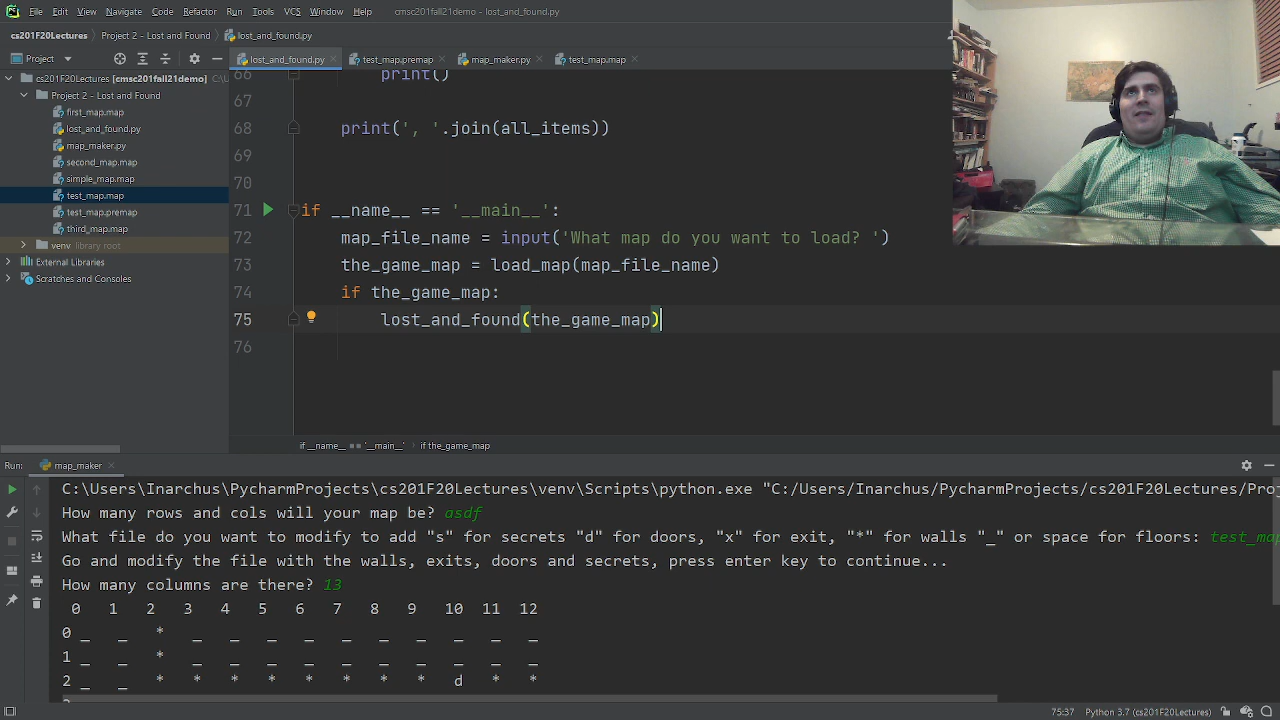 File Edit View Navigate Code Refactor Run Tools VCS Window Help cmsc201fall21demo - lost_and_found.py
cs201F20Lectures Project 2 - Lost and Found lost_and_found.py
Project
lost_and_found.py test_map.premap map_maker.py test_map.map
cs201F20Lectures [cmsc201fall21demo]
Project 2 - Lost and Found
first_map.map
lost_and_found.py
map_maker.py
second_map.map
simple_map.map
test_map.map
test_map.premap
third_map.map
venv library root
External Libraries
Scratches and Consoles
66 print()
67
68 print(', '.join(all_items))
69
70
71 if __name__ == '__main__':
72 map_file_name = input('What map do you want to load? ')
73 the_game_map = load_map(map_file_name)
74 if the_game_map:
75 lost_and_found(the_game_map)
76
if __name__ == '__main__' if the_game_map
Run: map_maker
C:\Users\Inarchus\PycharmProjects\cs201F20Lectures\venv\Scripts\python.exe "C:/Users/Inarchus/PycharmProjects/cs201F20Lectures/Pro
How many rows and cols will your map be? asdf
What file do you want to modify to add "s" for secrets "d" for doors, "x" for exit, "*" for walls "_" or space for floors: test_map
Go and modify the file with the walls, exits, doors and secrets, press enter key to continue...
How many columns are there? 13
0 1 2 3 4 5 6 7 8 9 10 11 12
0 _ _ * _ _ _ _ _ _ _ _ _ _
1 _ _ * _ _ _ _ _ _ _ _ _ _
2 _ _ * * * * * * * * d * *
75:37 Python 3.7 (cmsc201fall21demo)